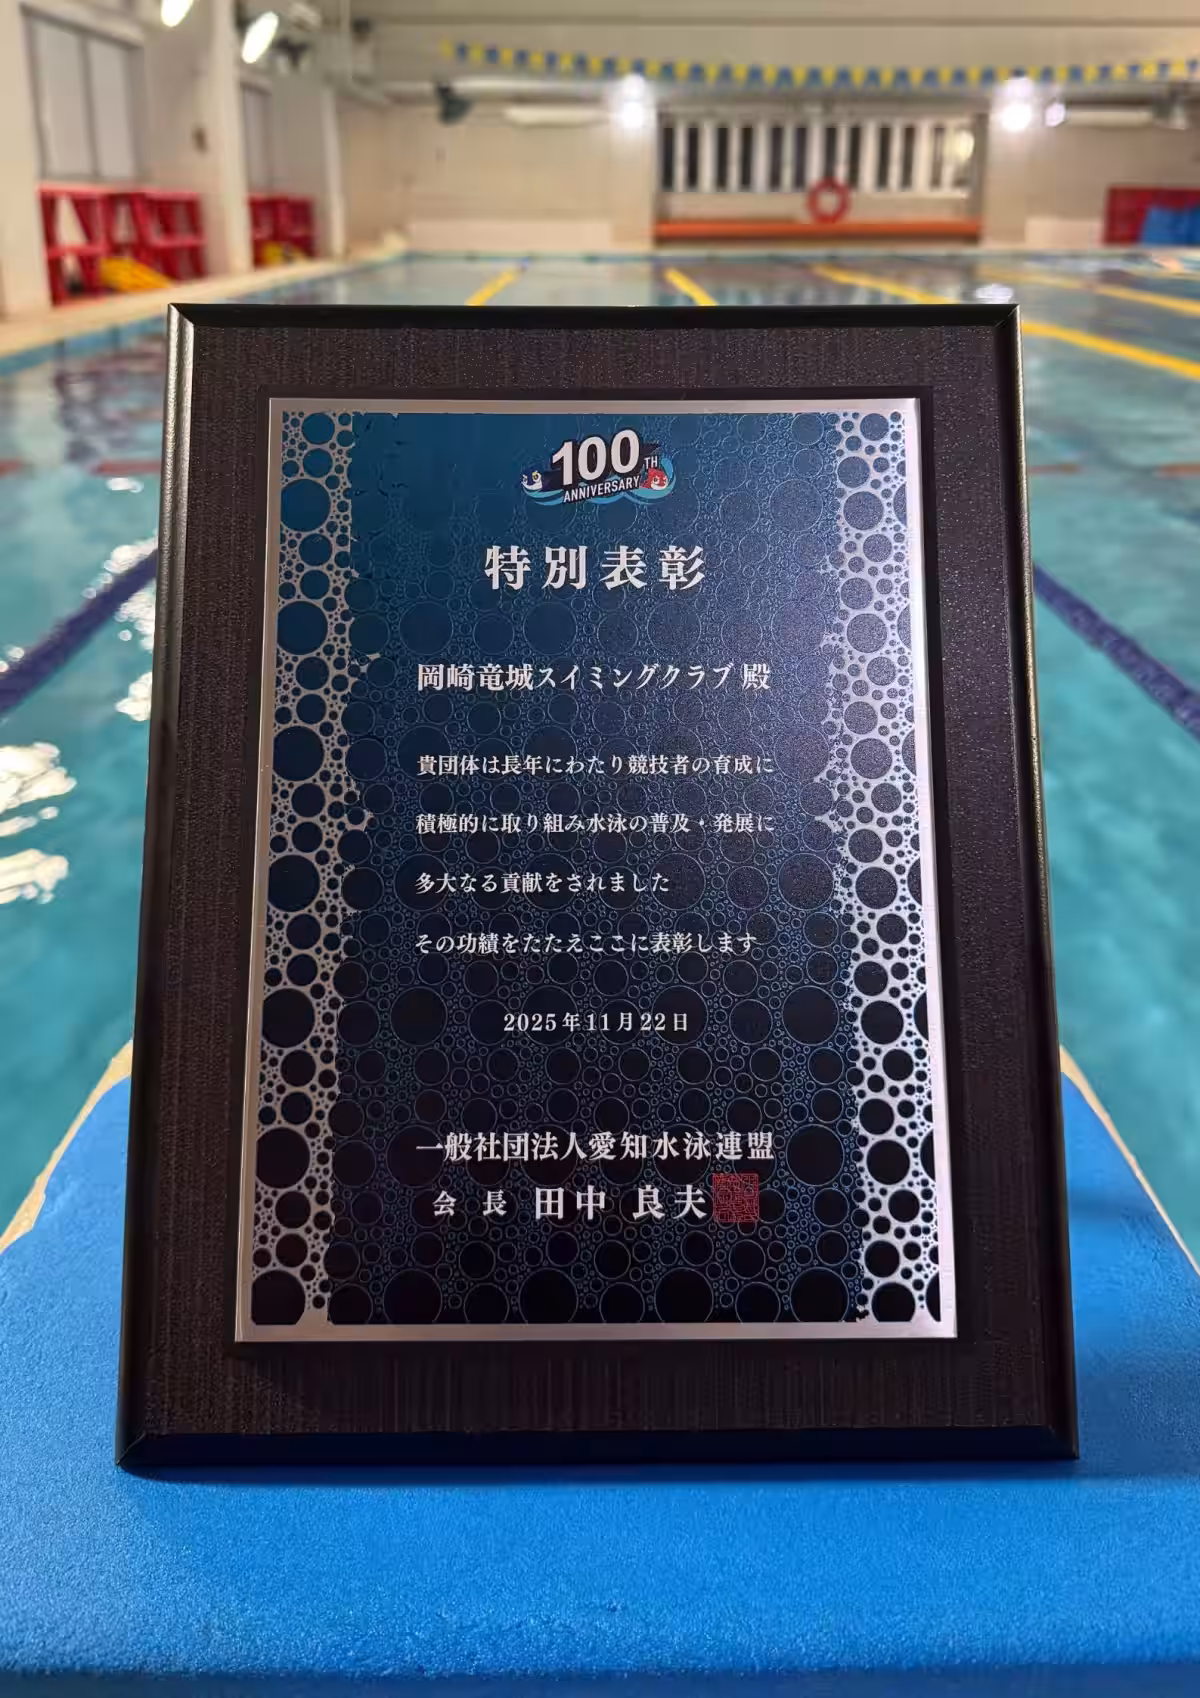 100TH
ANNIVERSARY
特別表彰
岡崎竜城スイミングクラブ 殿
貴団体は長年にわたり競技者の育成に
積極的に取り組み水泳の普及・発展に
多大なる貢献をされました
その功績をたたえここに表彰します
2025年11月22日
一般社団法人愛知水泳連盟
会 長 田中 良夫